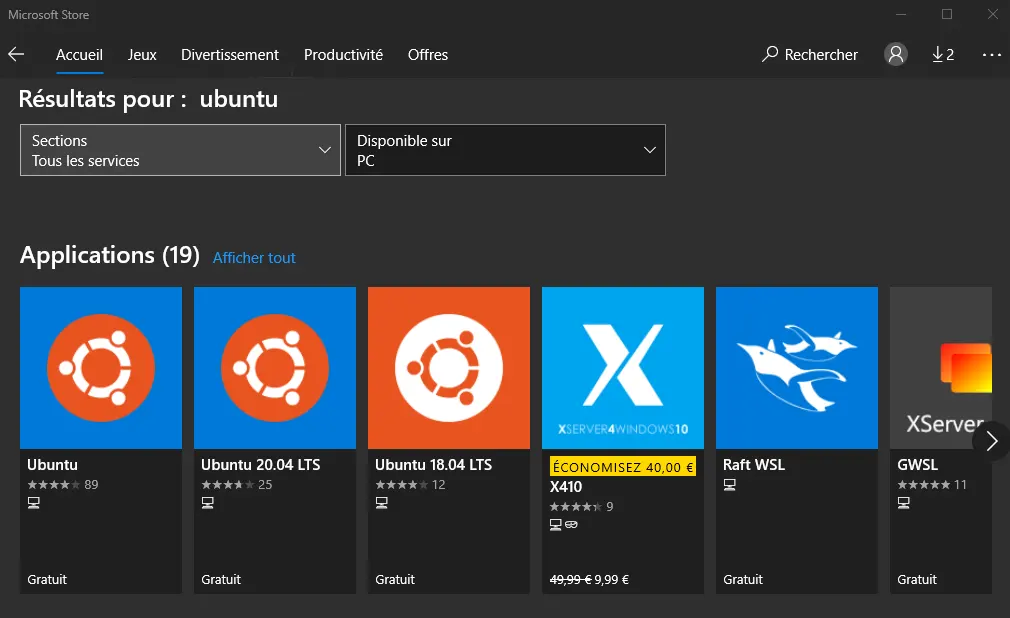 Microsoft Store
Accueil Jeux Divertissement Productivité Offres Rechercher 2
Résultats pour : ubuntu
Sections
Tous les services
Disponible sur
PC
Applications (19) Afficher tout
XSERVER4WINDOWS10
XServer
Ubuntu
89
Gratuit
Ubuntu 20.04 LTS
25
Gratuit
Ubuntu 18.04 LTS
12
Gratuit
ÉCONOMISEZ 40,00 €
X410
9
49,99 € 9,99 €
Raft WSL
Gratuit
GWSL
11
Gratuit